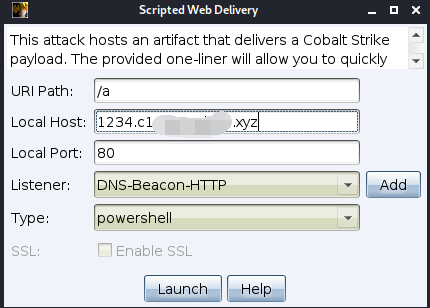 Scripted Web Delivery
This attack hosts an artifact that delivers a Cobalt Strike
payload. The provided one-liner will allow you to quickly
URI Path: /a
Local Host: 1234.c1 .xyz
Local Port: 80
Listener: DNS-Beacon-HTTP Add
Type: powershell
SSL: Enable SSL
Launch Help